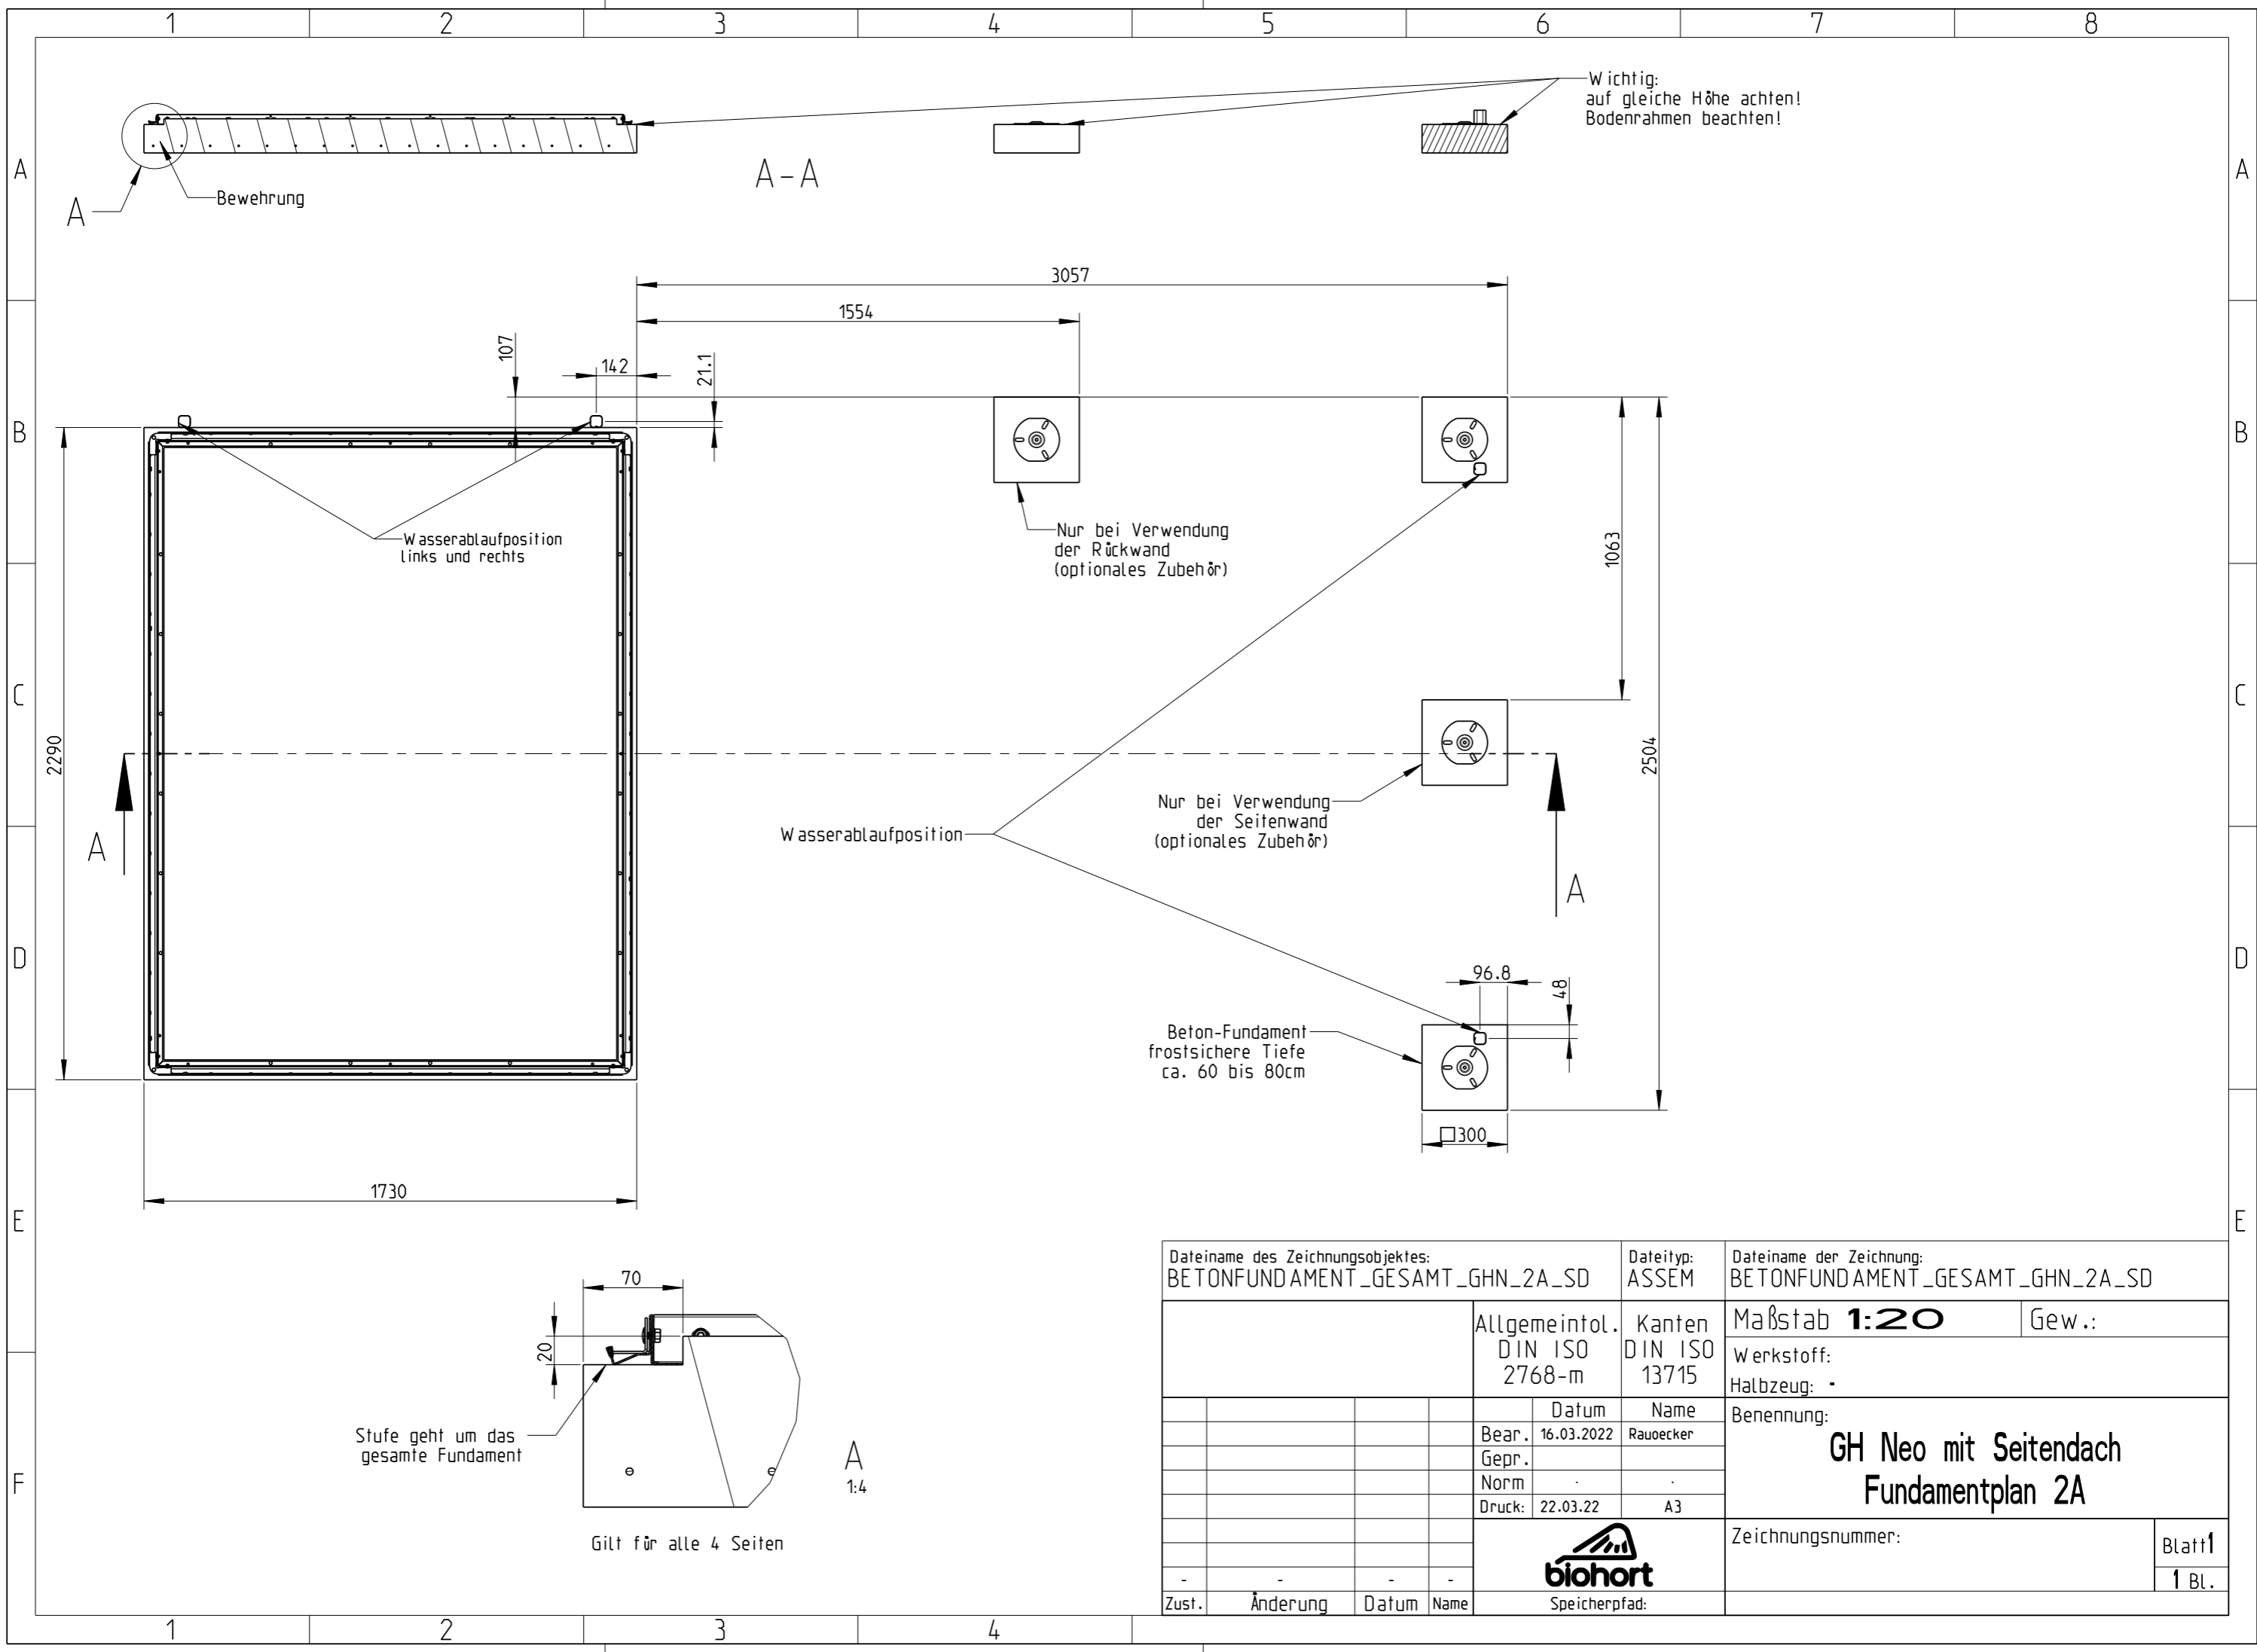 1 2 3 4 5 6 7 8
A
A
B
B
C
C
D
D
E
E
F
Wichtig:
auf gleiche Höhe achten!
Bodenrahmen beachten!
A
Bewehrung
A-A
3057
1554
107
142
21.1
Wasserablaufposition
links und rechts
Nur bei Verwendung
der Rückwand
(optionales Zubehör)
1063
2290
2504
A
A
Nur bei Verwendung
der Seitenwand
(optionales Zubehör)
Wasserablaufposition
96.8
48
Beton-Fundament
frostsichere Tiefe
ca. 60 bis 80cm
□300
1730
70
20
Stufe geht um das
gesamte Fundament
A
1:4
Gilt für alle 4 Seiten
Dateiname des Zeichnungsobjektes:
BETONFUNDAMENT_GESAMT_GHN_2A_SD
Dateityp:
ASSEM
Dateiname der Zeichnung:
BETONFUNDAMENT_GESAMT_GHN_2A_SD
Allgemeintol.
DIN ISO
2768-m
Kanten
DIN ISO
13715
Maßstab 1:20
Gew.:
Werkstoff:
Halbzeug: -
Datum Name
Bear. 16.03.2022 Rauoecker
Gepr.
Norm . .
Druck: 22.03.22 A3
Benennung:
GH Neo mit Seitendach
Fundamentplan 2A
biohort
Zeichnungsnummer:
Blatt 1
1 Bl.
- - - -
Zust. Änderung Datum Name
Speicherpfad:
1 2 3 4